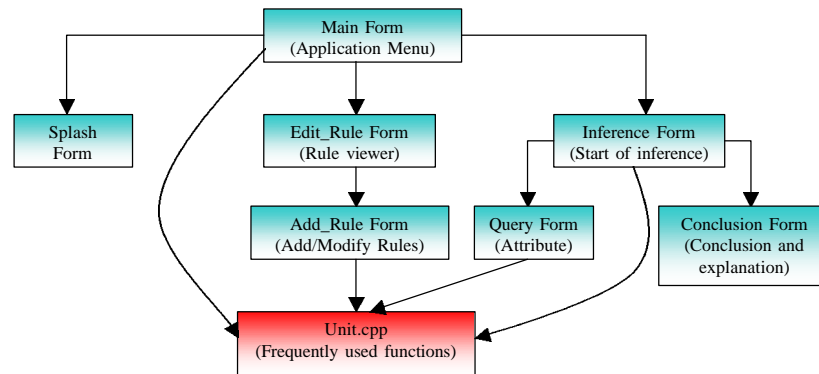 Main Form
(Application Menu)
Splash
Form
Edit_Rule Form
(Rule viewer)
Inference Form
(Start of inference)
Add_Rule Form
(Add/Modify Rules)
Query Form
(Attribute)
Conclusion Form
(Conclusion and
explanation)
Unit.cpp
(Frequently used functions)